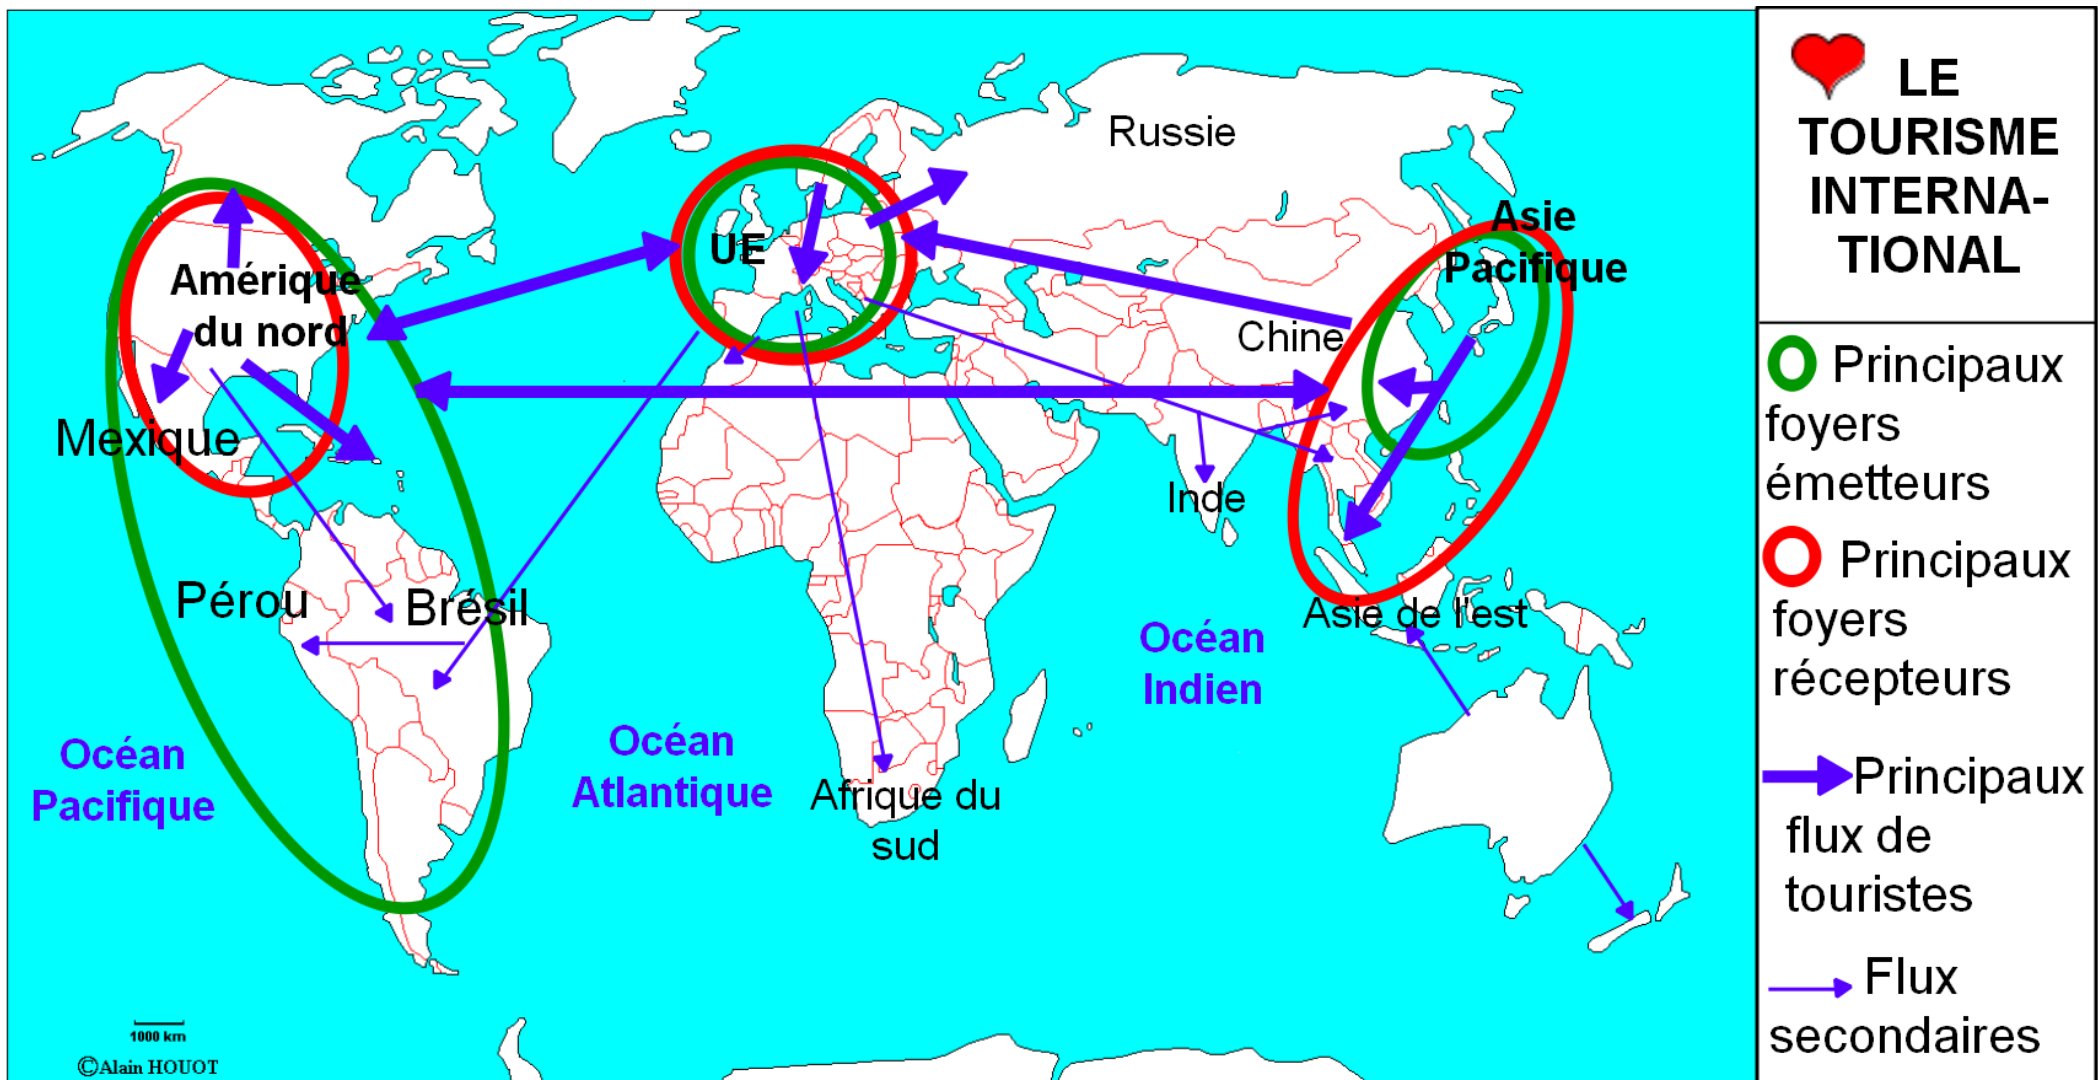 LE
TOURISME
INTERNA-
TIONAL
Principaux
foyers
émetteurs
Principaux
foyers
récepteurs
Principaux
flux de
touristes
Flux
secondaires
Russie
Asie
Pacifique
UE
Amérique
du nord
Chine
Mexique
Inde
Pérou
Brésil
Asie de l'est
Océan
Indien
Océan
Pacifique
Océan
Atlantique
Afrique du
sud
1000 km
©Alain HOUOT